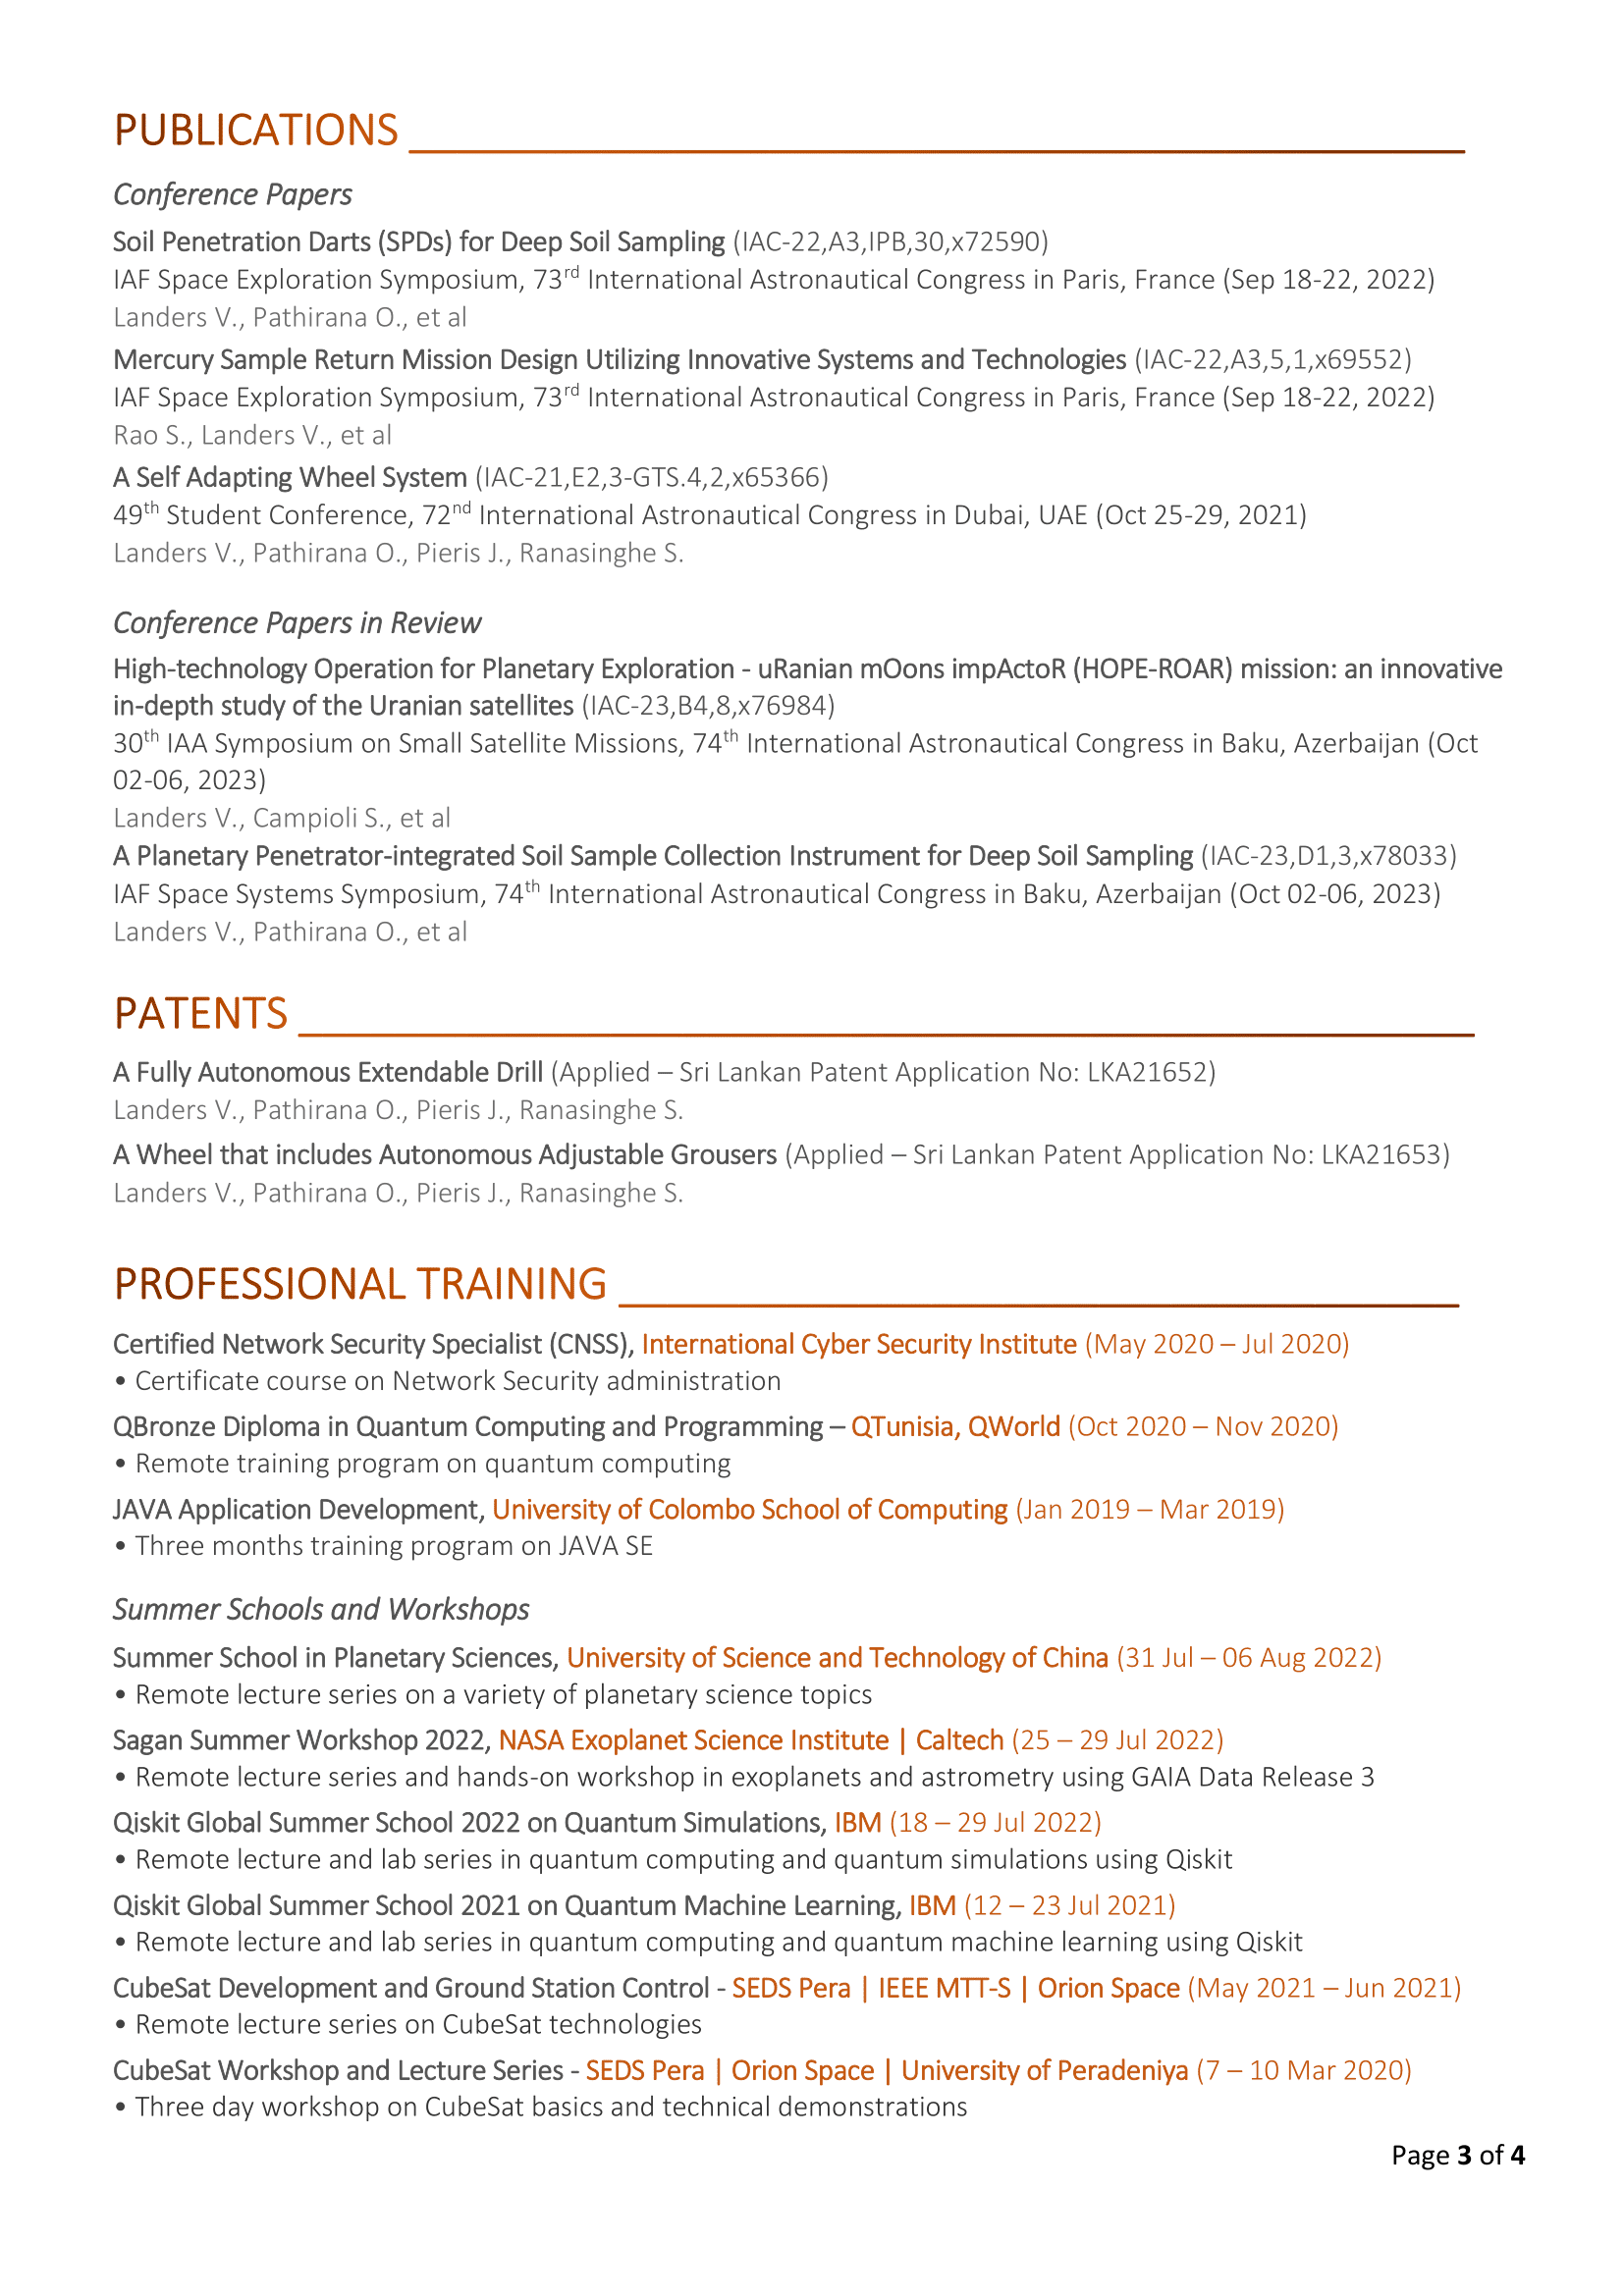 PUBLICATIONS
Conference Papers
Soil Penetration Darts (SPDs) for Deep Soil Sampling (IAC-22,A3,IPB,30,x72590)
IAF Space Exploration Symposium, 73rd International Astronautical Congress in Paris, France (Sep 18-22, 2022)
Landers V., Pathirana O., et al
Mercury Sample Return Mission Design Utilizing Innovative Systems and Technologies (IAC-22,A3,5,1,x69552)
IAF Space Exploration Symposium, 73rd International Astronautical Congress in Paris, France (Sep 18-22, 2022)
Rao S., Landers V., et al
A Self Adapting Wheel System (IAC-21,E2,3-GTS.4,2,x65366)
49th Student Conference, 72nd International Astronautical Congress in Dubai, UAE (Oct 25-29, 2021)
Landers V., Pathirana O., Pieris J., Ranasinghe S.
Conference Papers in Review
High-technology Operation for Planetary Exploration - uRanian mOons impActoR (HOPE-ROAR) mission: an innovative
in-depth study of the Uranian satellites (IAC-23,B4,8,x76984)
30th IAA Symposium on Small Satellite Missions, 74th International Astronautical Congress in Baku, Azerbaijan (Oct
02-06, 2023)
Landers V., Campioli S., et al
A Planetary Penetrator-integrated Soil Sample Collection Instrument for Deep Soil Sampling (IAC-23,D1,3,x78033)
IAF Space Systems Symposium, 74th International Astronautical Congress in Baku, Azerbaijan (Oct 02-06, 2023)
Landers V., Pathirana O., et al
PATENTS
A Fully Autonomous Extendable Drill (Applied – Sri Lankan Patent Application No: LKA21652)
Landers V., Pathirana O., Pieris J., Ranasinghe S.
A Wheel that includes Autonomous Adjustable Grousers (Applied – Sri Lankan Patent Application No: LKA21653)
Landers V., Pathirana O., Pieris J., Ranasinghe S.
PROFESSIONAL TRAINING
Certified Network Security Specialist (CNSS), International Cyber Security Institute (May 2020 – Jul 2020)
• Certificate course on Network Security administration
QBronze Diploma in Quantum Computing and Programming – QTunisia, QWorld (Oct 2020 – Nov 2020)
• Remote training program on quantum computing
JAVA Application Development, University of Colombo School of Computing (Jan 2019 – Mar 2019)
• Three months training program on JAVA SE
Summer Schools and Workshops
Summer School in Planetary Sciences, University of Science and Technology of China (31 Jul – 06 Aug 2022)
• Remote lecture series on a variety of planetary science topics
Sagan Summer Workshop 2022, NASA Exoplanet Science Institute | Caltech (25 – 29 Jul 2022)
• Remote lecture series and hands-on workshop in exoplanets and astrometry using GAIA Data Release 3
Qiskit Global Summer School 2022 on Quantum Simulations, IBM (18 – 29 Jul 2022)
• Remote lecture and lab series in quantum computing and quantum simulations using Qiskit
Qiskit Global Summer School 2021 on Quantum Machine Learning, IBM (12 – 23 Jul 2021)
• Remote lecture and lab series in quantum computing and quantum machine learning using Qiskit
CubeSat Development and Ground Station Control - SEDS Pera | IEEE MTT-S | Orion Space (May 2021 – Jun 2021)
• Remote lecture series on CubeSat technologies
CubeSat Workshop and Lecture Series - SEDS Pera | Orion Space | University of Peradeniya (7 – 10 Mar 2020)
• Three day workshop on CubeSat basics and technical demonstrations
Page 3 of 4